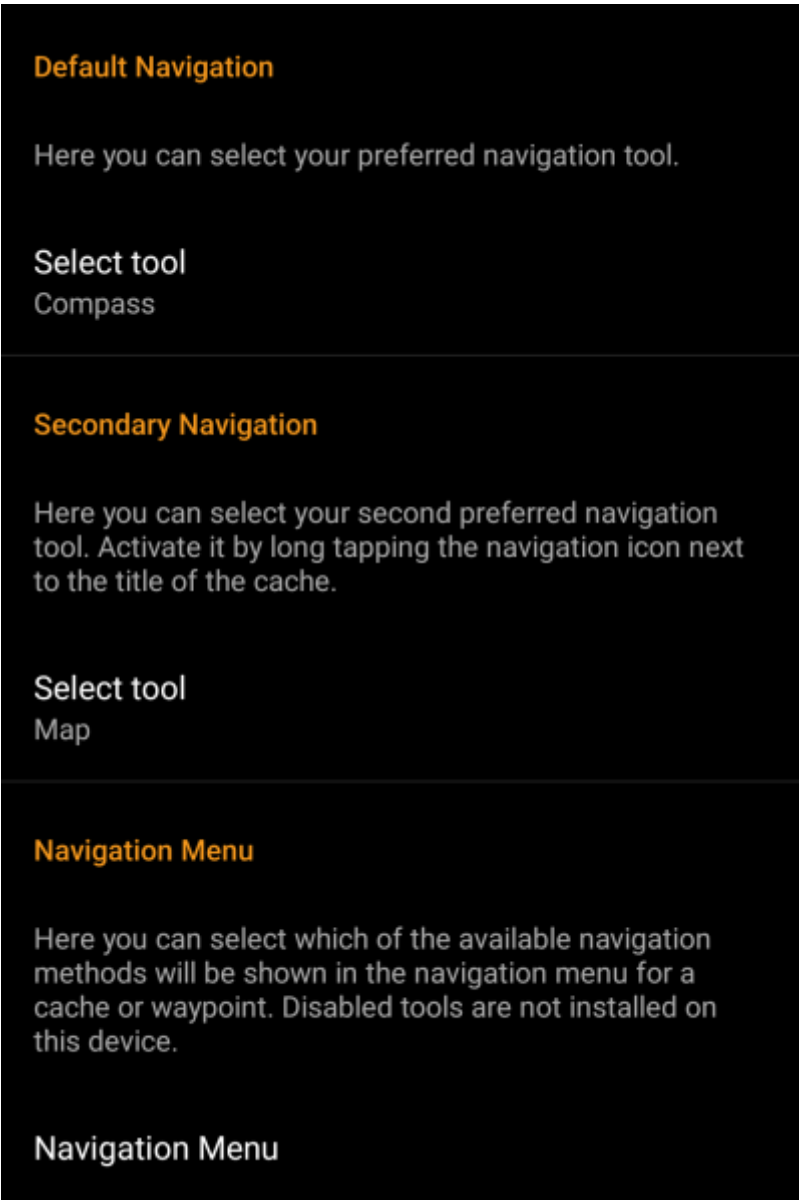 Default Navigation
Here you can select your preferred navigation tool.
Select tool
Compass
Secondary Navigation
Here you can select your second preferred navigation
tool. Activate it by long tapping the navigation icon next
to the title of the cache.
Select tool
Map
Navigation Menu
Here you can select which of the available navigation
methods will be shown in the navigation menu for a
cache or waypoint. Disabled tools are not installed on
this device.
Navigation Menu